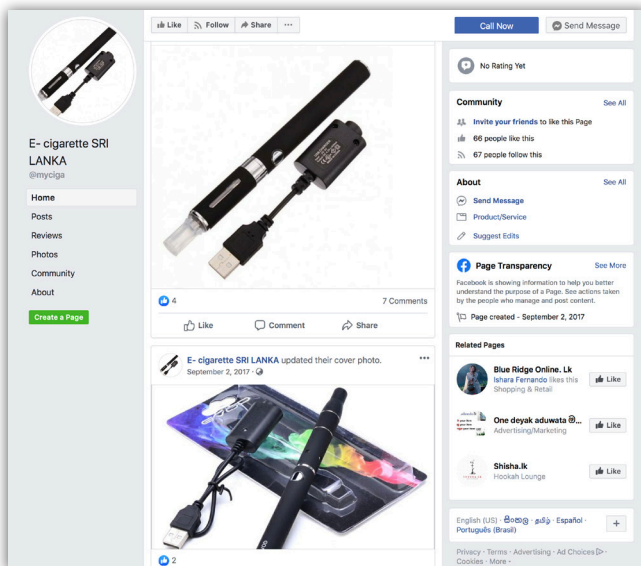 Like Follow Share ...
Call Now Send Message
E- cigarette SRI
LANKA
@myciga
Home
Posts
Reviews
Photos
Community
About
Create a Page
4 7 Comments
Like Comment Share
E- cigarette SRI LANKA updated their cover photo.
September 2, 2017 ·
2
No Rating Yet
Community See All
Invite your friends to like this Page
66 people like this
67 people follow this
About See All
Send Message
Product/Service
Suggest Edits
Page Transparency See More
Facebook is showing information to help you better
understand the purpose of a Page. See actions taken
by the people who manage and post content.
Page created - September 2, 2017
Related Pages
Blue Ridge Online. Lk
Ishara Fernando likes this
Shopping & Retail
Like
One deyak aduwata @...
Advertising/Marketing
Like
Shisha.lk
Hookah Lounge
Like
English (US) · සිංහල · தமிழ் · Español ·
Português (Brasil)
Privacy · Terms · Advertising · Ad Choices ·
Cookies · More